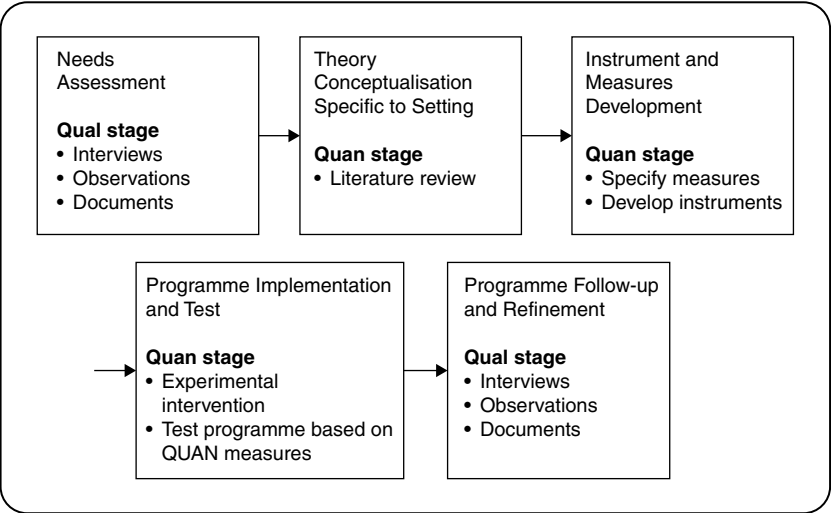 Needs
Assessment
Qual stage
• Interviews
• Observations
• Documents
Theory
Conceptualisation
Specific to Setting
Quan stage
• Literature review
Instrument and
Measures
Development
Quan stage
• Specify measures
• Develop instruments
Programme Implementation
and Test
Quan stage
• Experimental
intervention
• Test programme based on
QUAN measures
Programme Follow-up
and Refinement
Qual stage
• Interviews
• Observations
• Documents